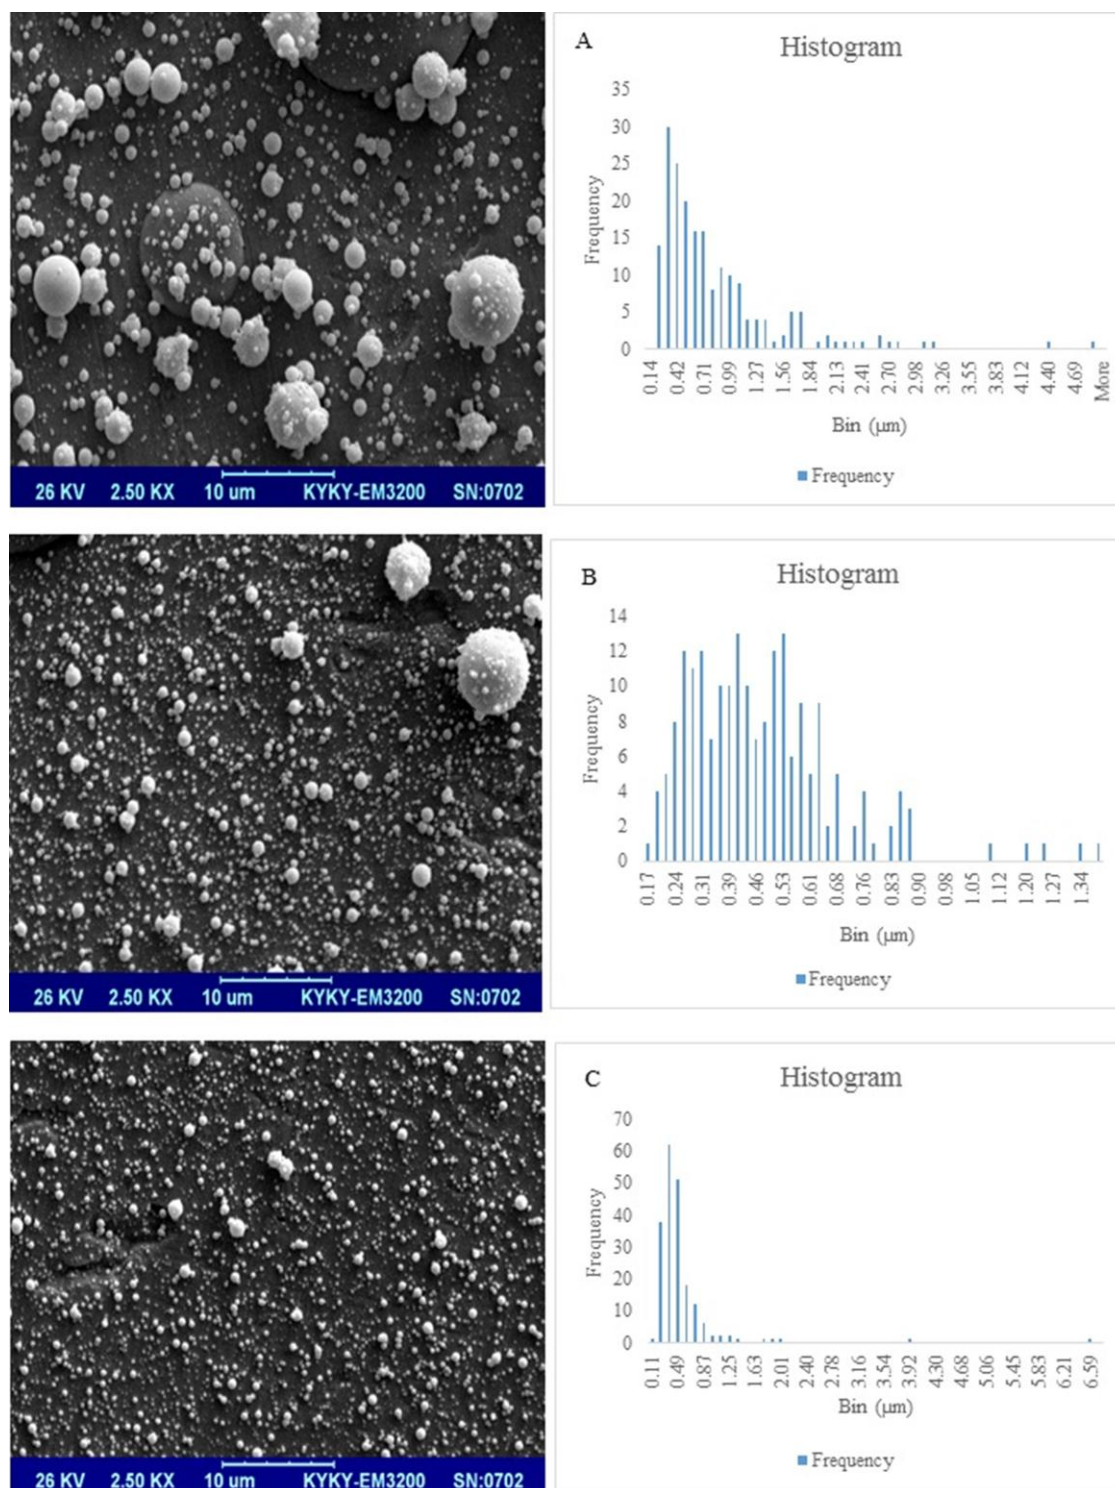 A
Histogram
35
30
25
20
15
10
5
0
Frequency
0.14 0.42 0.71 0.99 1.27 1.56 1.84 2.13 2.41 2.70 2.98 3.26 3.55 3.83 4.12 4.40 4.69 More
Bin (μm)
Frequency
26 KV 2.50 KX 10 um KYKY-EM3200 SN:0702
B
Histogram
14
12
10
8
6
4
2
0
Frequency
0.17 0.24 0.31 0.39 0.46 0.53 0.61 0.68 0.76 0.83 0.90 0.98 1.05 1.12 1.20 1.27 1.34
Bin (μm)
Frequency
26 KV 2.50 KX 10 um KYKY-EM3200 SN:0702
C
Histogram
70
60
50
40
30
20
10
0
Frequency
0.11 0.49 0.87 1.25 1.63 2.01 2.40 2.78 3.16 3.54 3.92 4.30 4.68 5.06 5.45 5.83 6.21 6.59
Bin (μm)
Frequency
26 KV 2.50 KX 10 um KYKY-EM3200 SN:0702